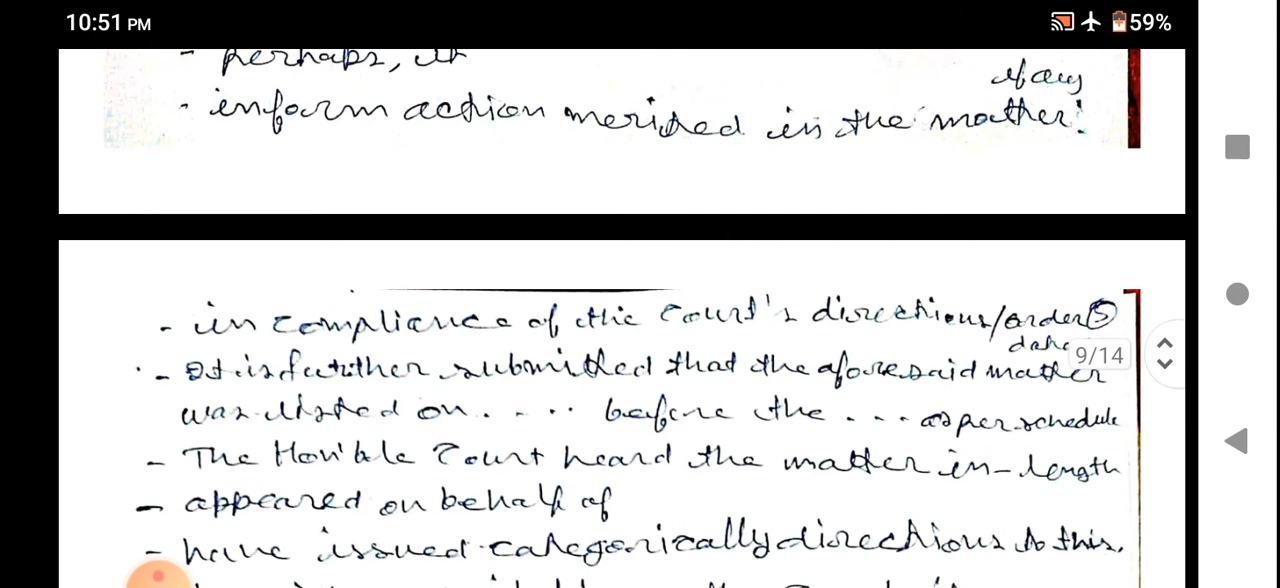 10:51 PM
59%
- perhaps, it
if any
- inform action merited in the matter!
- in compliance of the Court's directions/order
9/14
- It is further submitted that the aforesaid matter
was listed on. . . . before the . . . as per schedule
- The Hon'ble Court heard the matter in-length
- appeared on behalf of
- have issued categorically directions to this.